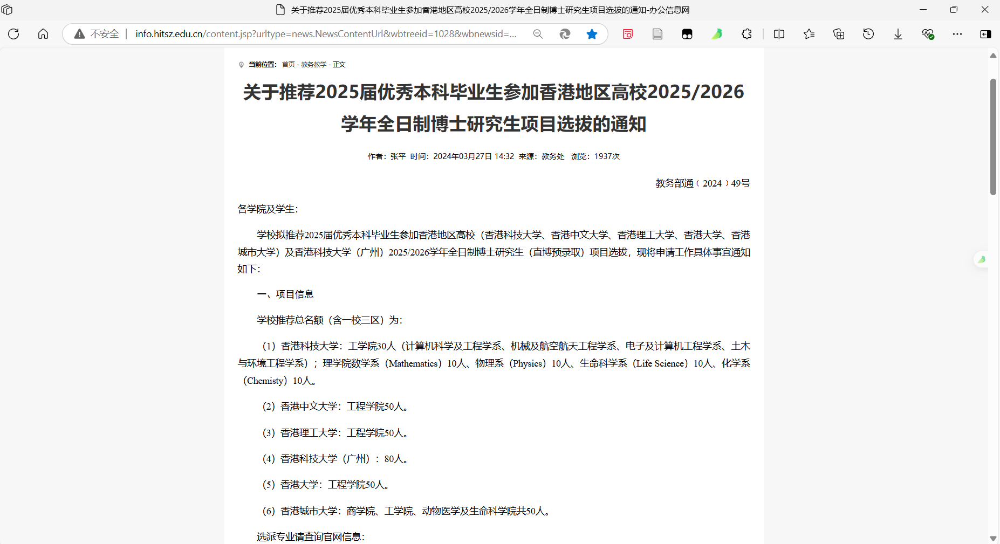 关于推荐2025届优秀本科毕业生参加香港地区高校2025/2026学年全日制博士研究生项目选拔的通知-办公信息网
不安全 info.hitsz.edu.cn/content.jsp?urltype=news.NewsContentUrl&wbtreeid=1028&wbnewsid=...
当前位置： 首页 - 教务教学 - 正文
关于推荐2025届优秀本科毕业生参加香港地区高校2025/2026
学年全日制博士研究生项目选拔的通知
作者：张平 时间：2024年03月27日 14:32 来源：教务处 浏览：1937次
教务部通﹝2024﹞49号
各学院及学生：
学校拟推荐2025届优秀本科毕业生参加香港地区高校（香港科技大学、香港中文大学、香港理工大学、香港大学、香港
城市大学）及香港科技大学（广州）2025/2026学年全日制博士研究生（直博预录取）项目选拔，现将申请工作具体事宜通知
如下：
一、项目信息
学校推荐总名额（含一校三区）为：
（1）香港科技大学：工学院30人（计算机科学及工程学系、机械及航空航天工程学系、电子及计算机工程学系、土木
与环境工程学系）；理学院数学系（Mathematics）10人、物理系（Physics）10人、生命科学系（Life Science）10人、化学系
（Chemisty）10人。
（2）香港中文大学：工程学院50人。
（3）香港理工大学：工程学院50人。
（4）香港科技大学（广州）：80人。
（5）香港大学：工程学院50人。
（6）香港城市大学：商学院、工学院、动物医学及生命科学院共50人。
选派专业请查询官网信息：